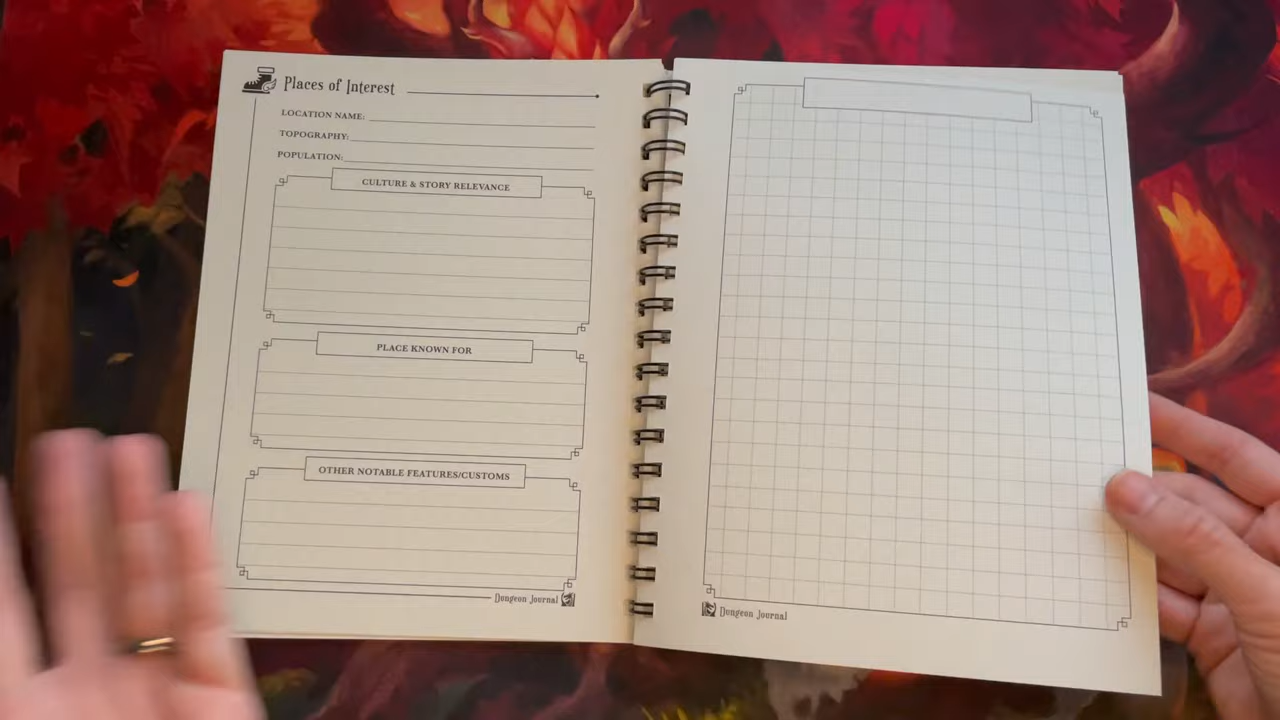 Places of Interest
LOCATION NAME:
TOPOGRAPHY:
POPULATION:
CULTURE & STORY RELEVANCE
PLACE KNOWN FOR
OTHER NOTABLE FEATURES/CUSTOMS
Dungeon Journal
Dungeon Journal